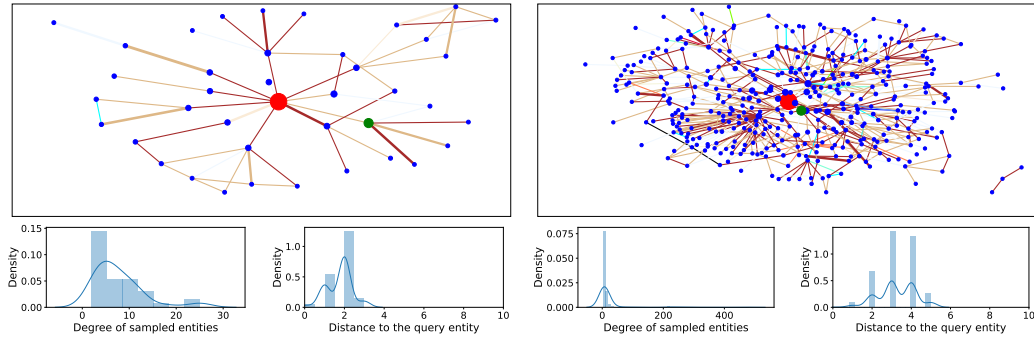 0.15
0.10
0.05
0.00
Density
0 10 20 30
Degree of sampled entities
1.0
0.5
0.0
Density
0 2 4 6 8 10
Distance to the query entity
0.075
0.050
0.025
0.000
Density
0 200 400
Degree of sampled entities
1.0
0.5
0.0
Density
0 2 4 6 8 10
Distance to the query entity